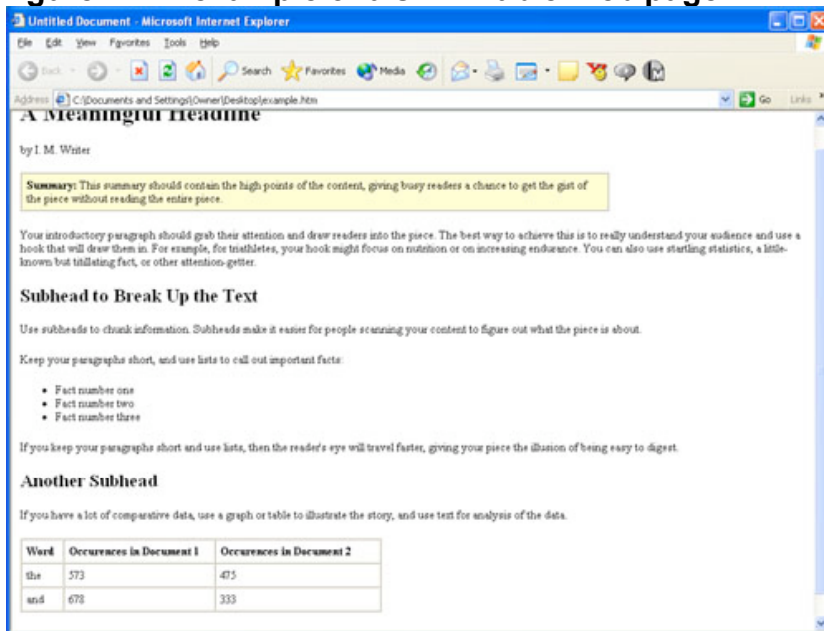 Untitled Document - Microsoft Internet Explorer
File Edit View Favorites Tools Help
Back Search Favorites Media
Address C:\Documents and Settings\Owner\Desktop\example.htm Go Links
A Meaningful Headline
by I. M. Writer
Summary: This summary should contain the high points of the content, giving busy readers a chance to get the gist of
the piece without reading the entire piece.
Your introductory paragraph should grab their attention and draw readers into the piece. The best way to achieve this is to really understand your audience and use a
hook that will draw them in. For example, for triathletes, your hook might focus on nutrition or on increasing endurance. You can also use startling statistics, a little-
known but titillating fact, or other attention-getter.
Subhead to Break Up the Text
Use subheads to chunk information. Subheads make it easier for people scanning your content to figure out what the piece is about.
Keep your paragraphs short, and use lists to call out important facts:
• Fact number one
• Fact number two
• Fact number three
If you keep your paragraphs short and use lists, then the reader's eye will travel faster, giving your piece the illusion of being easy to digest.
Another Subhead
If you have a lot of comparative data, use a graph or table to illustrate the story, and use text for analysis of the data.
Word Occurences in Document 1 Occurences in Document 2
the 573 475
and 678 333